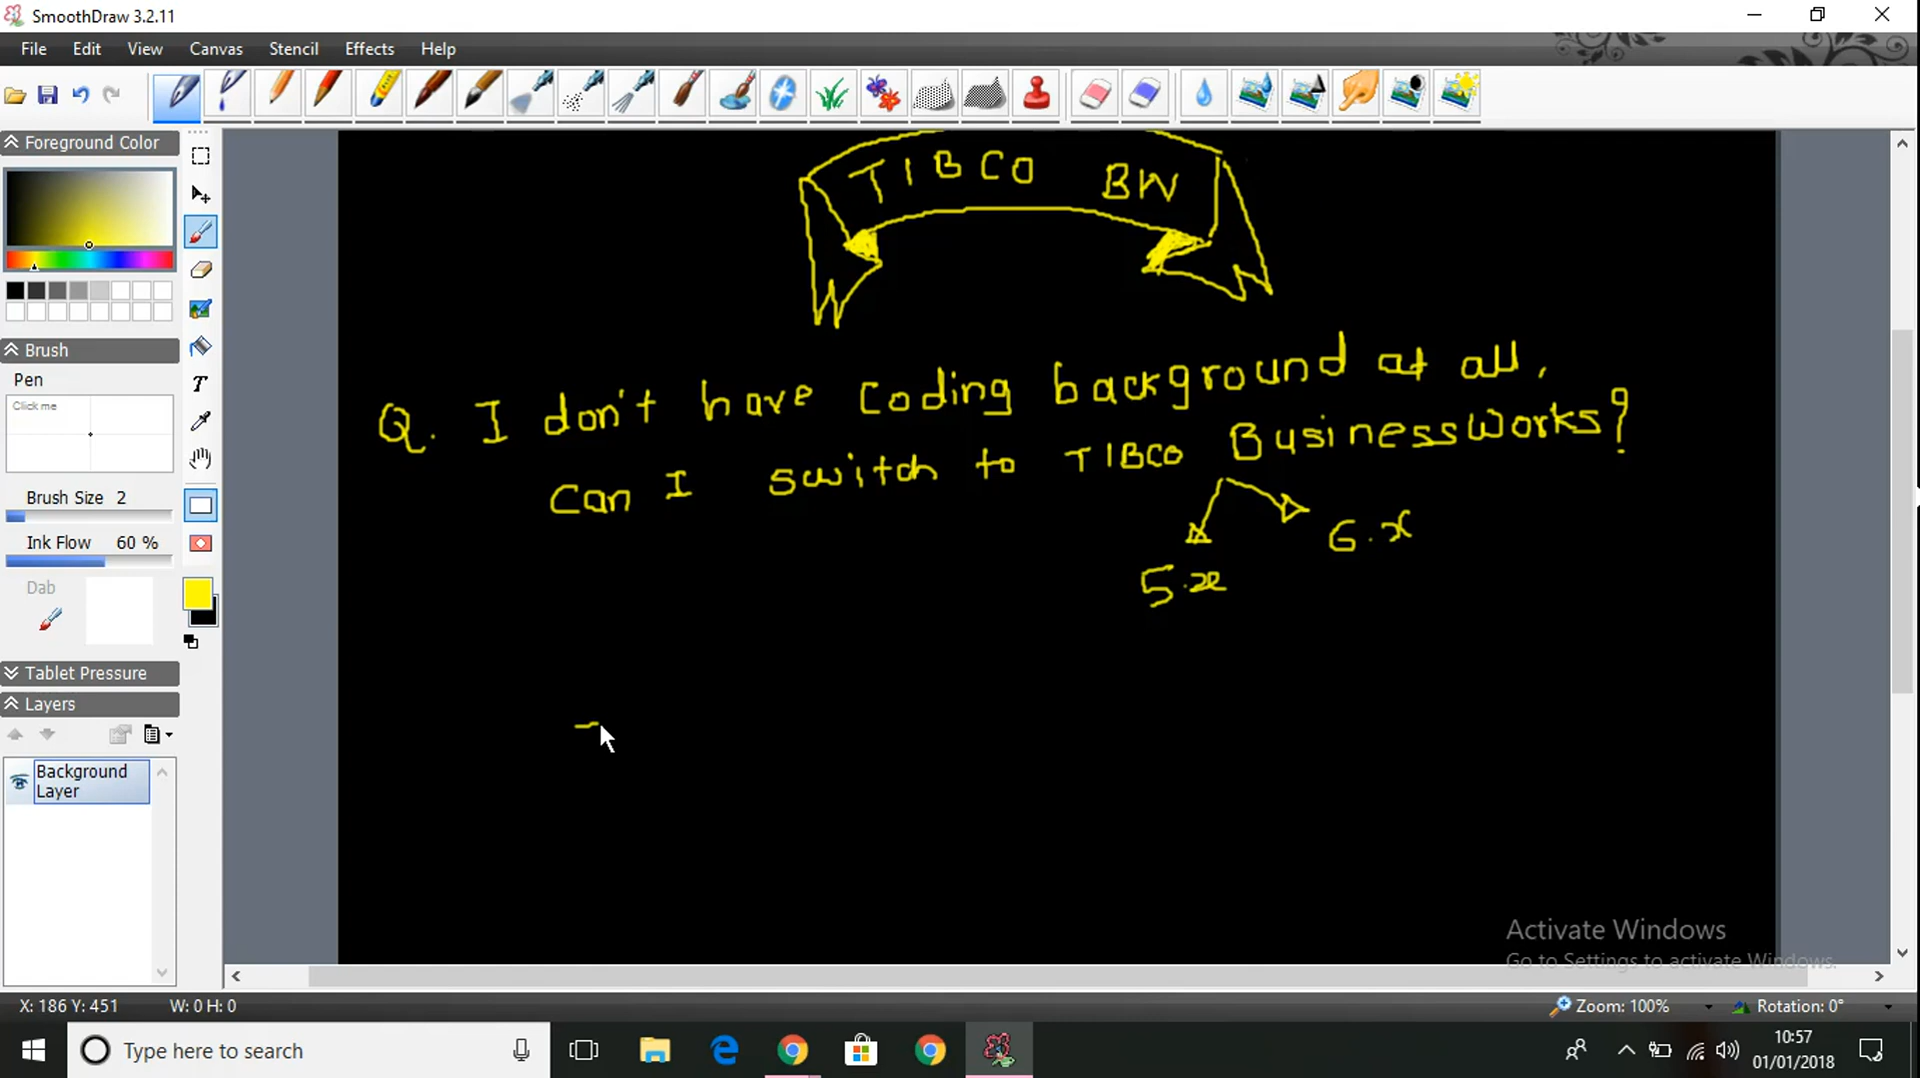 SmoothDraw 3.2.11
File Edit View Canvas Stencil Effects Help
Foreground Color
Brush
Pen
Click me
Brush Size 2
Ink Flow 60 %
Dab
Tablet Pressure
Layers
Background
Layer
TIBCO BW
Q. I don't have Coding background at all,
Can I switch to TIBCO BusinessWorks?
6.x
5.x
Activate Windows
Go to Settings to activate Windows.
X: 186 Y: 451 W: 0 H: 0
Zoom: 100% Rotation: 0°
Type here to search
10:57
01/01/2018